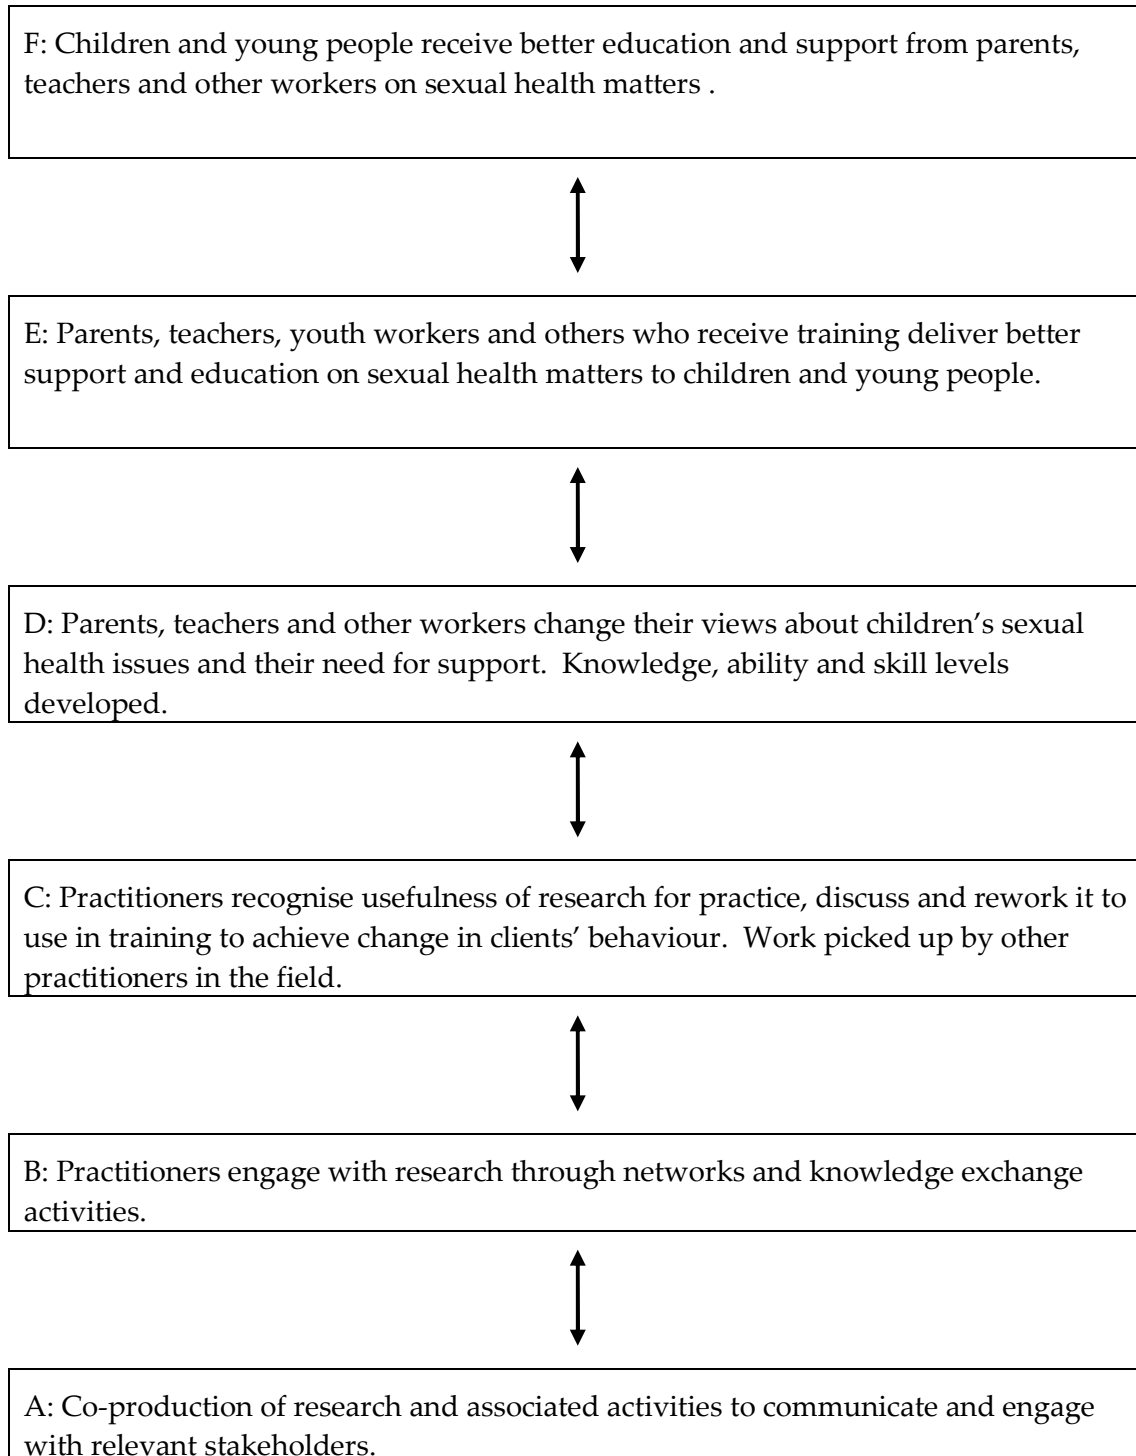 F: Children and young people receive better education and support from parents,
teachers and other workers on sexual health matters .
E: Parents, teachers, youth workers and others who receive training deliver better
support and education on sexual health matters to children and young people.
D: Parents, teachers and other workers change their views about children’s sexual
health issues and their need for support.  Knowledge, ability and skill levels
developed.
C: Practitioners recognise usefulness of research for practice, discuss and rework it to
use in training to achieve change in clients’ behaviour.  Work picked up by other
practitioners in the field.
B: Practitioners engage with research through networks and knowledge exchange
activities.
A: Co-production of research and associated activities to communicate and engage
with relevant stakeholders.